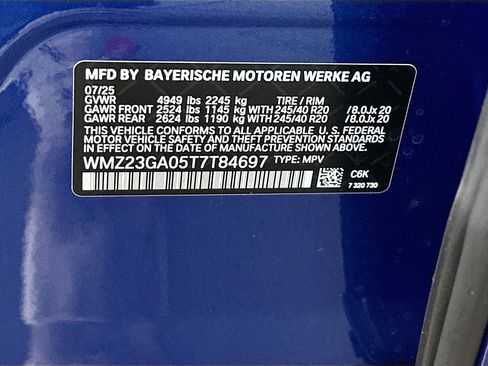 MFD BY BAYERISCHE MOTOREN WERKE AG
07/25
GVWR 4949 lbs 2245 kg TIRE / RIM
GAWR FRONT 2524 lbs 1145 kg WITH 245/40 R20 /8.0Jx 20
GAWR REAR 2624 lbs 1190 kg WITH 245/40 R20 /8.0Jx 20
THIS VEHICLE CONFORMS TO ALL APPLICABLE U.S. FEDERAL
MOTOR VEHICLE SAFETY, BUMPER, AND THEFT PREVENTION STANDARDS
IN EFFECT ON THE DATE OF MANUFACTURE SHOWN ABOVE.
WMZ23GA05T7T84697 TYPE: MPV
C6K
7 320 730